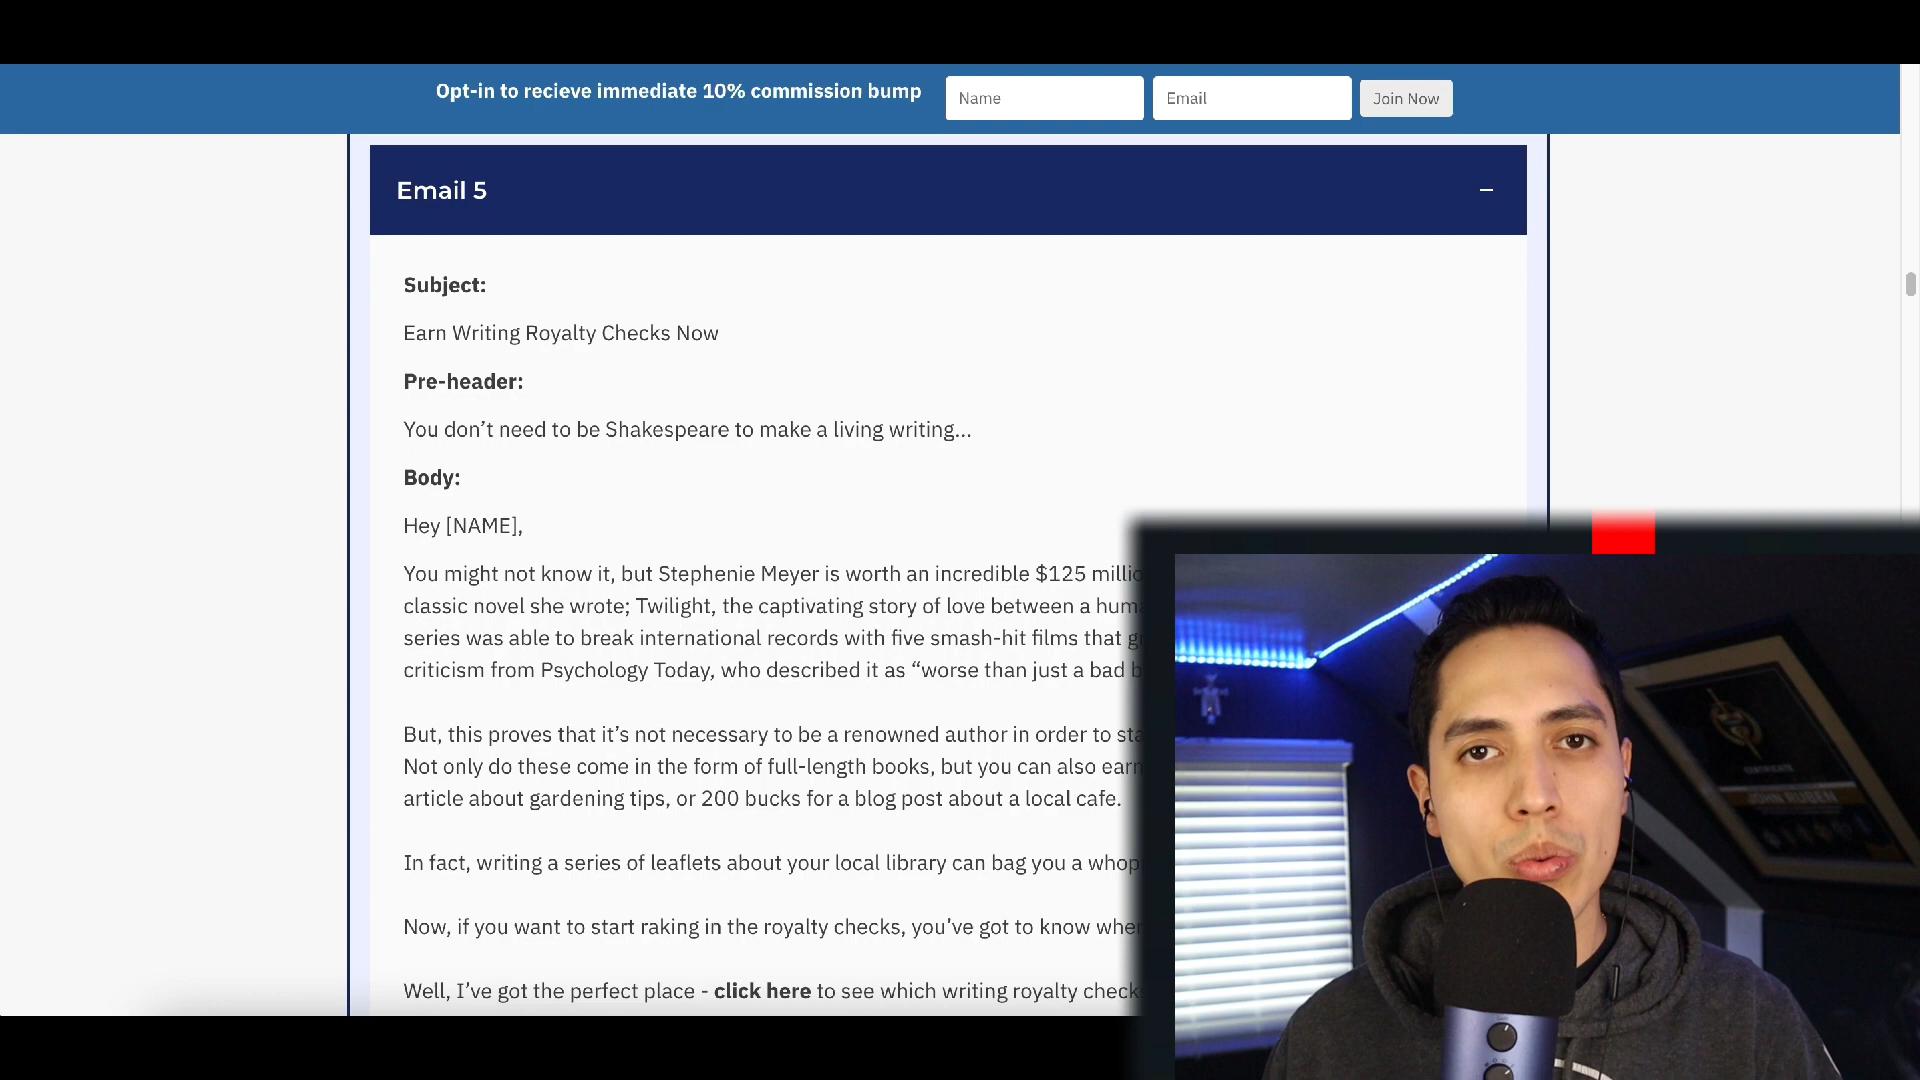 Opt-in to recieve immediate 10% commission bump
Name
Email
Join Now
Email 5
Subject:
Earn Writing Royalty Checks Now
Pre-header:
You don’t need to be Shakespeare to make a living writing...
Body:
Hey [NAME],
You might not know it, but Stephenie Meyer is worth an incredible $125
classic novel she wrote; Twilight, the captivating story of love between a
series was able to break international records with five smash-hit films that
criticism from Psychology Today, who described it as “worse than just a bad
But, this proves that it’s not necessary to be a renowned author in order to
Not only do these come in the form of full-length books, but you can also earn
article about gardening tips, or 200 bucks for a blog post about a local cafe.
In fact, writing a series of leaflets about your local library can bag you a
Now, if you want to start raking in the royalty checks, you’ve got to know
Well, I’ve got the perfect place - click here to see which writing royalty
CERTIFICATE
JOHN RUBEN